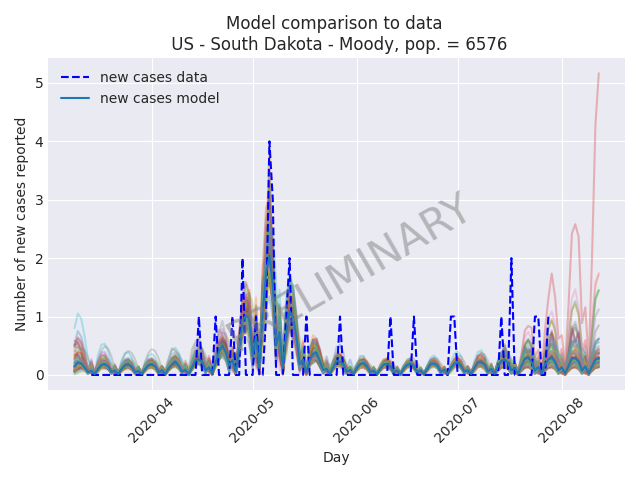 Model comparison to data
US - South Dakota - Moody, pop. = 6576
new cases data
new cases model
PRELIMINARY
Number of new cases reported
5
4
3
2
1
0
2020-04
2020-05
2020-06
2020-07
2020-08
Day